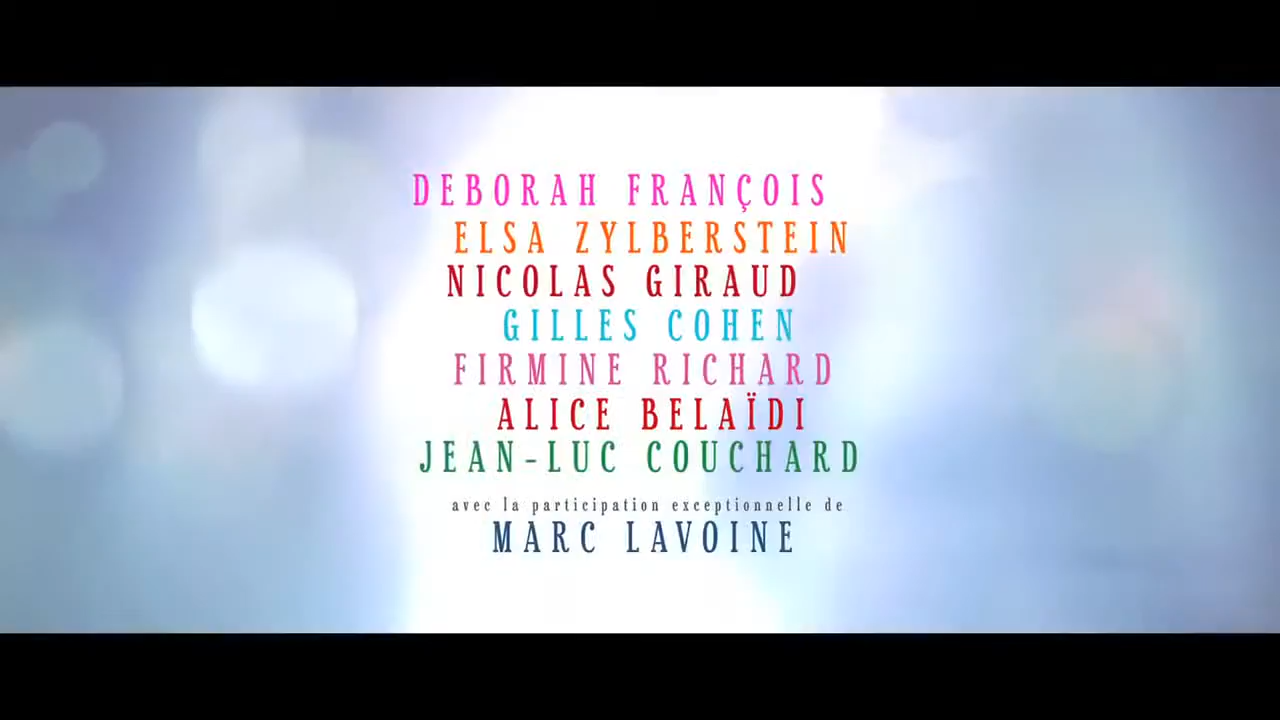 DEBORAH FRANÇOIS
ELSA ZYLBERSTEIN
NICOLAS GIRAUD
GILLES COHEN
FIRMINE RICHARD
ALICE BELAÏDI
JEAN-LUC COUCHARD
avec la participation exceptionnelle de
MARC LAVOINE